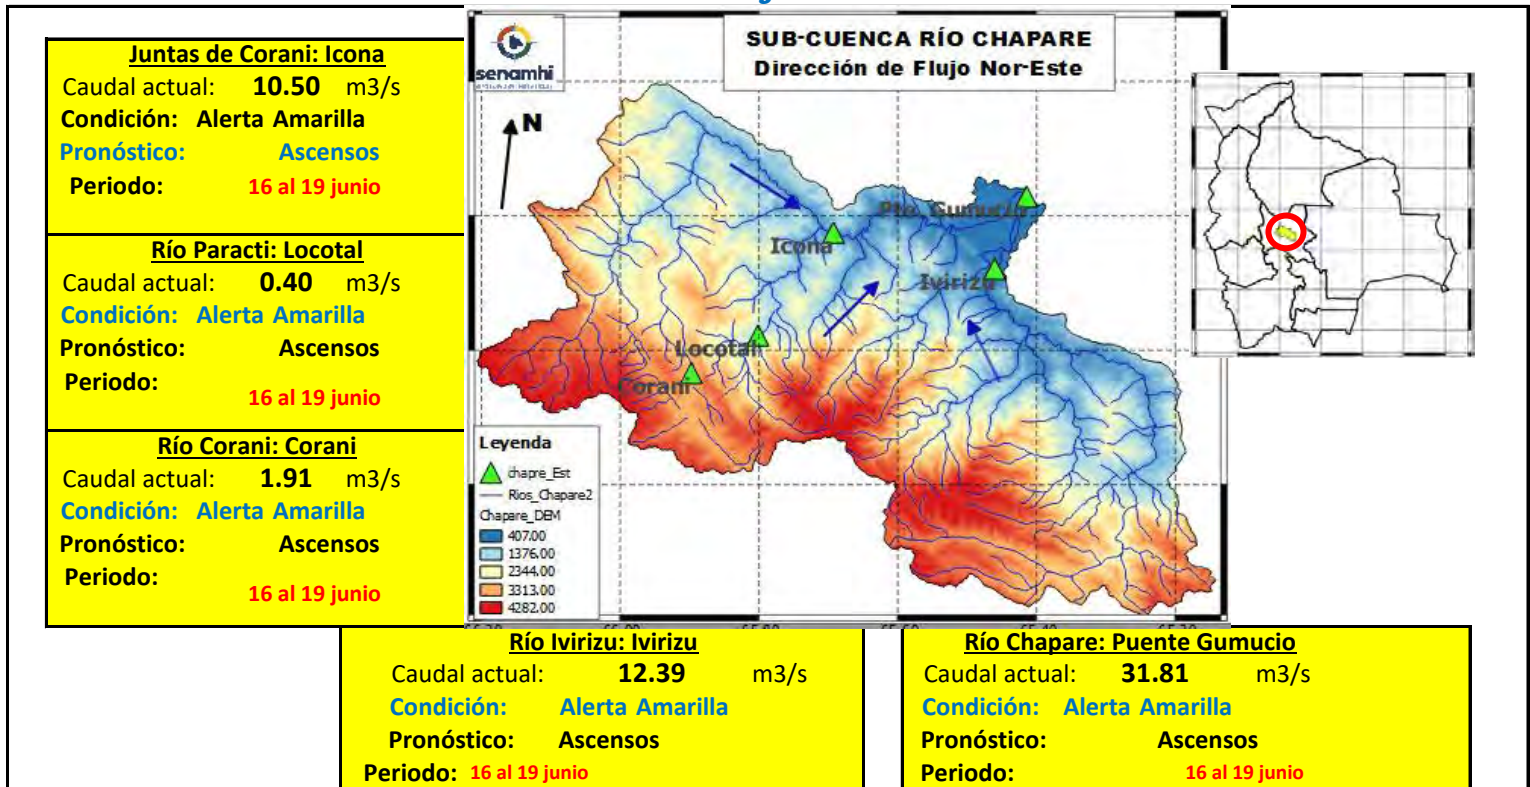 Juntas de Corani: Icona
Caudal actual: 10.50 m3/s
Condición: Alerta Amarilla
Pronóstico: Ascensos
Periodo: 16 al 19 junio
Río Paracti: Locotal
Caudal actual: 0.40 m3/s
Condición: Alerta Amarilla
Pronóstico: Ascensos
Periodo:
16 al 19 junio
Río Corani: Corani
Caudal actual: 1.91 m3/s
Condición: Alerta Amarilla
Pronóstico: Ascensos
Periodo:
16 al 19 junio
senamhi
SUB-CUENCA RÍO CHAPARE
Dirección de Flujo Nor-Este
N
Pte. Gumucio
Icona
Ivirizu
Locotal
Corani
Leyenda
chapre_Est
Rios_Chapare2
Chapare_DEM
407.00
1376.00
2344.00
3313.00
4282.00
Río Ivirizu: Ivirizu
Caudal actual: 12.39 m3/s
Condición: Alerta Amarilla
Pronóstico: Ascensos
Periodo: 16 al 19 junio
Río Chapare: Puente Gumucio
Caudal actual: 31.81 m3/s
Condición: Alerta Amarilla
Pronóstico: Ascensos
Periodo: 16 al 19 junio